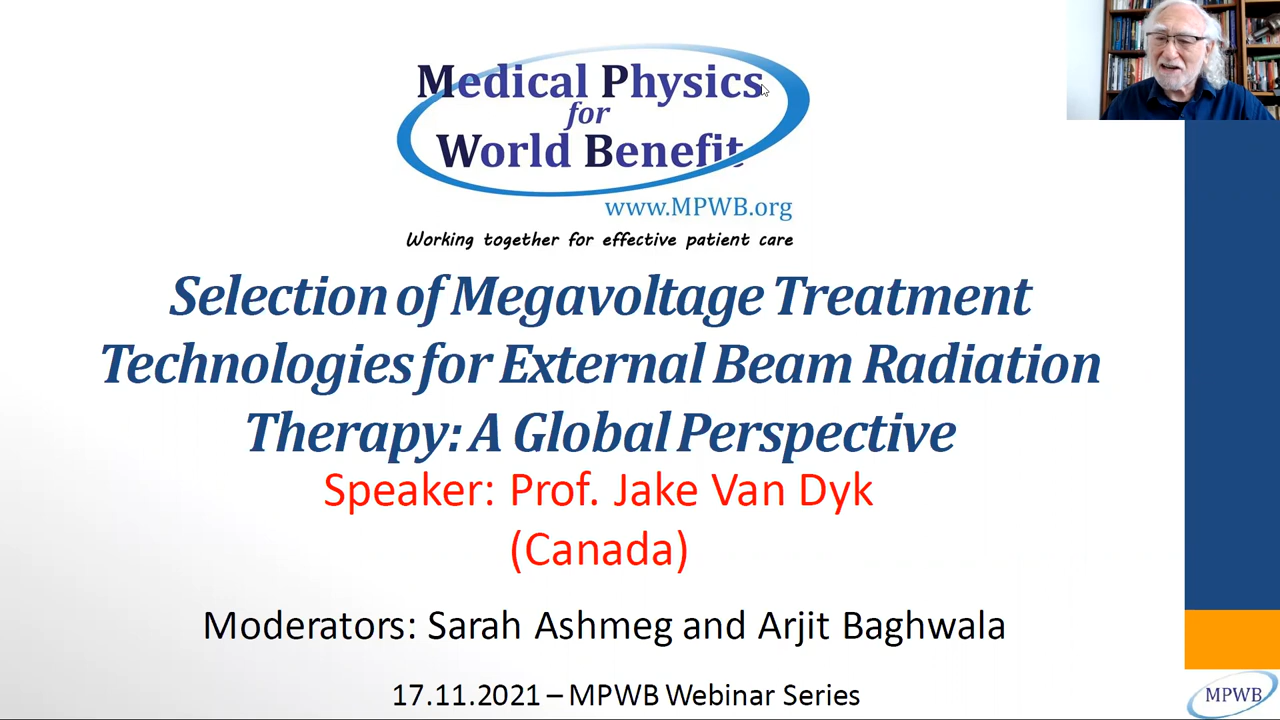 Medical Physics
for
World Benefit
www.MPWB.org
Working together for effective patient care
Selection of Megavoltage Treatment
Technologies for External Beam Radiation
Therapy: A Global Perspective
Speaker: Prof. Jake Van Dyk
(Canada)
Moderators: Sarah Ashmeg and Arjit Baghwala
17.11.2021 – MPWB Webinar Series
MPWB